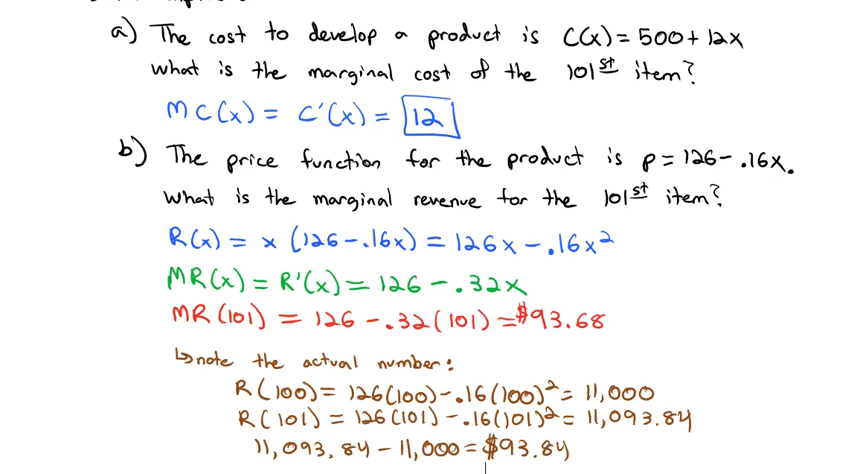 a) The cost to develop a product is C(x) = 500 + 12x
what is the marginal cost of the 101st item?
MC(x) = C'(x) = 12
b) The price function for the product is p = 126 - .16x.
What is the marginal revenue for the 101st item?
R(x) = x (126 - .16x) = 126x - .16x²
MR(x) = R'(x) = 126 - .32x
MR(101) = 126 - .32(101) = $93.68
↳note the actual number:
R(100) = 126(100) - .16(100)² = 11,000
R(101) = 126(101) - .16(101)² = 11,093.84
11,093.84 - 11,000 = $93.84